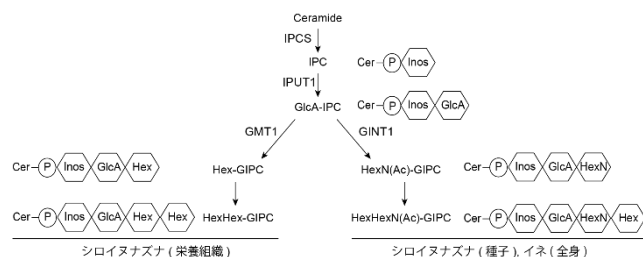 Ceramide
IPCS
IPC
Cer P Inos
IPUT1
GlcA-IPC
Cer P Inos GlcA
GMT1
GINT1
Cer P Inos GlcA Hex
Hex-GIPC
HexN(Ac)-GIPC
Cer P Inos GlcA HexN
Cer P Inos GlcA Hex Hex
HexHex-GIPC
HexHexN(Ac)-GIPC
Cer P Inos GlcA HexN Hex
シロイヌナズナ ( 栄養組織 )
シロイヌナズナ ( 種子 ), イネ ( 全身 )